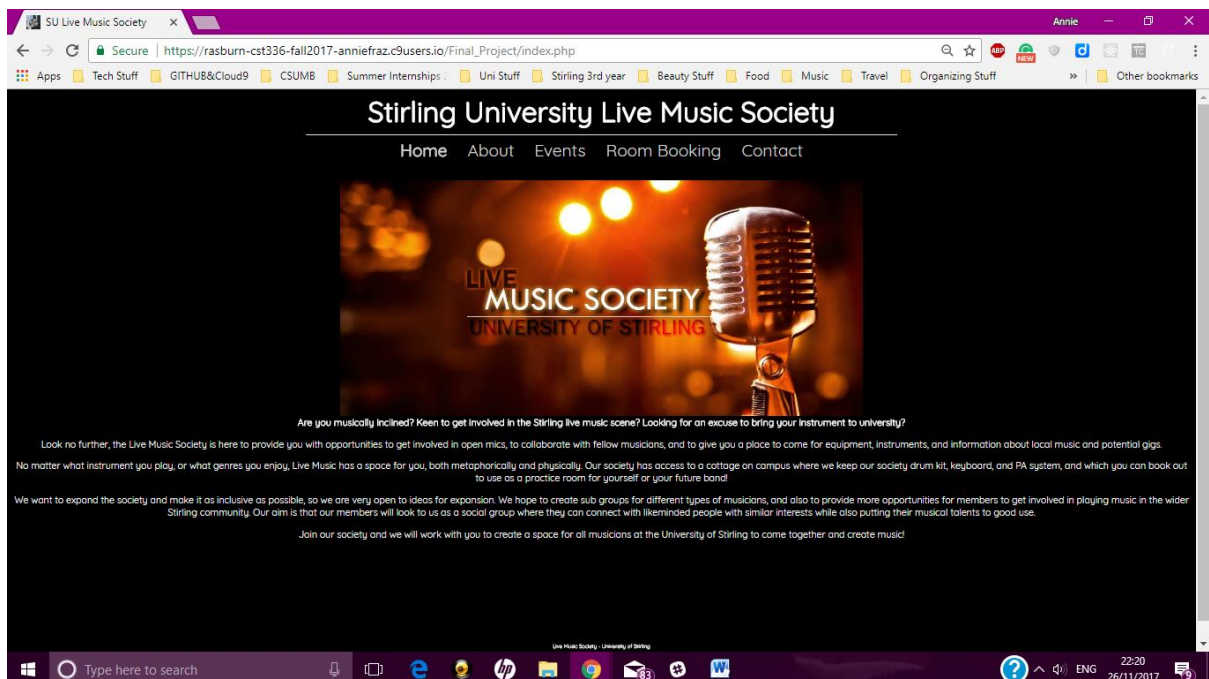 SU Live Music Society
Annie
Secure | https://rasburn-cst336-fall2017-anniefraz.c9users.io/Final_Project/index.php
ABP
NEW
TC
Apps Tech Stuff GITHUB&Cloud9 CSUMB Summer Internships Uni Stuff Stirling 3rd year Beauty Stuff Food Music Travel Organizing Stuff » Other bookmarks
Stirling University Live Music Society
Home About Events Room Booking Contact
LIVE
MUSIC SOCIETY
UNIVERSITY OF STIRLING
Are you musically inclined? Keen to get involved in the Stirling live music scene? Looking for an excuse to bring your instrument to university?
Look no further, the Live Music Society is here to provide you with opportunities to get involved in open mics, to collaborate with fellow musicians, and to give you a place to come for equipment, instruments, and information about local music and potential gigs.
No matter what instrument you play, or what genres you enjoy, Live Music has a space for you, both metaphorically and physically. Our society has access to a cottage on campus where we keep our society drum kit, keyboard, and PA system, and which you can book out
to use as a practice room for yourself or your future band!
We want to expand the society and make it as inclusive as possible, so we are very open to ideas for expansion. We hope to create sub groups for different types of musicians, and also to provide more opportunities for members to get involved in playing music in the wider
Stirling community. Our aim is that our members will look to us as a social group where they can connect with likeminded people with similar interests while also putting their musical talents to good use.
Join our society and we will work with you to create a space for all musicians at the University of Stirling to come together and create music!
Live Music Society - University of Stirling
Type here to search
hp
83
W
ENG
22:20
26/11/2017